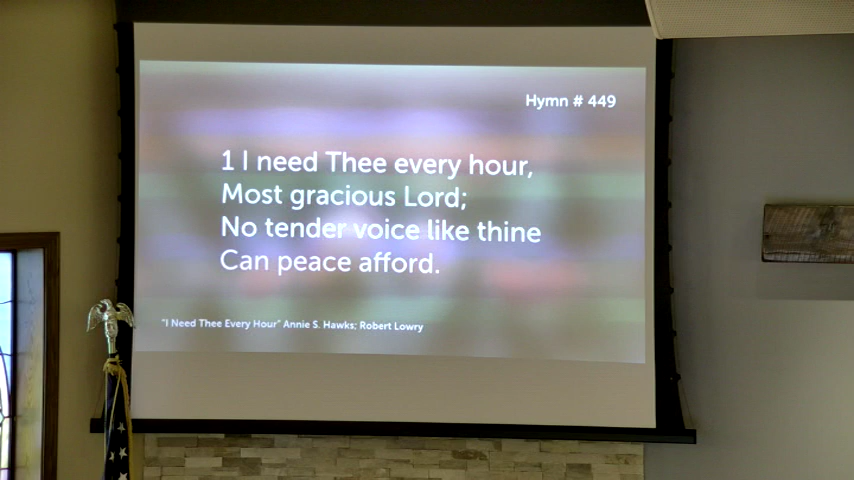 Hymn # 449
1 I need Thee every hour,
Most gracious Lord;
No tender voice like thine
Can peace afford.
"I Need Thee Every Hour" Annie S. Hawks; Robert Lowry